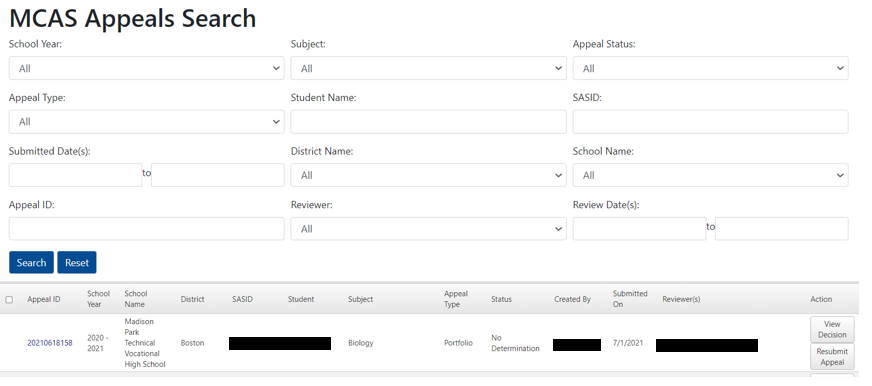 MCAS Appeals Search
School Year: Subject: Appeal Status:
All All All
Appeal Type: Student Name: SASID:
All
Submitted Date(s): District Name: School Name:
to All All
Appeal ID: Reviewer: Review Date(s):
All to
Search Reset
Appeal ID School Year School Name District SASID Student Subject Appeal Type Status Created By Submitted On Reviewer(s) Action
20210618158 2020 - 2021 Madison Park Technical Vocational High School Boston Biology Portfolio No Determination 7/1/2021 View Decision
Resubmit Appeal